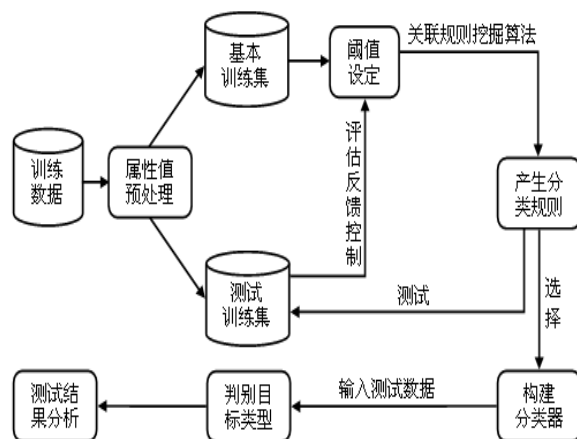 基本
训练集
阈值
设定
关联规则挖掘算法
训练
数据
属性值
预处理
评估反馈控制
产生分
类规则
测试
训练集
测试
选择
测试结
果分析
判别目
标类型
输入测试数据
构建
分类器